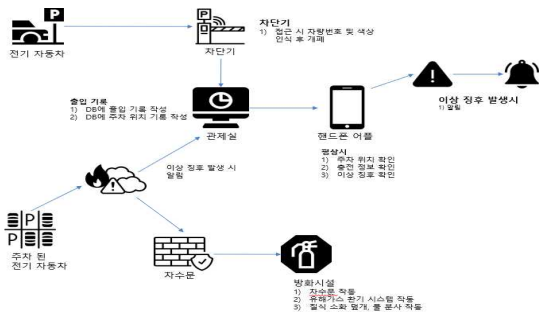 P
전기 자동차
P
차단기
차단기
1) 접근 시 차량번호 및 색상
인식 후 개폐
출입 기록
1) DB에 출입 기록 작성
2) DB에 주차 위치 기록 작성
관제실
핸드폰 어플
평상시
1) 주차 위치 확인
2) 충전 정보 확인
3) 이상 징후 확인
이상 징후 발생시
1) 알림
이상 징후 발생 시
알림
P
P
주차 된
전기 자동차
차수문
방화시설
1) 차수문 작동
2) 유해가스 환기 시스템 작동
3) 질식 소화 덮개, 물 분사 작동